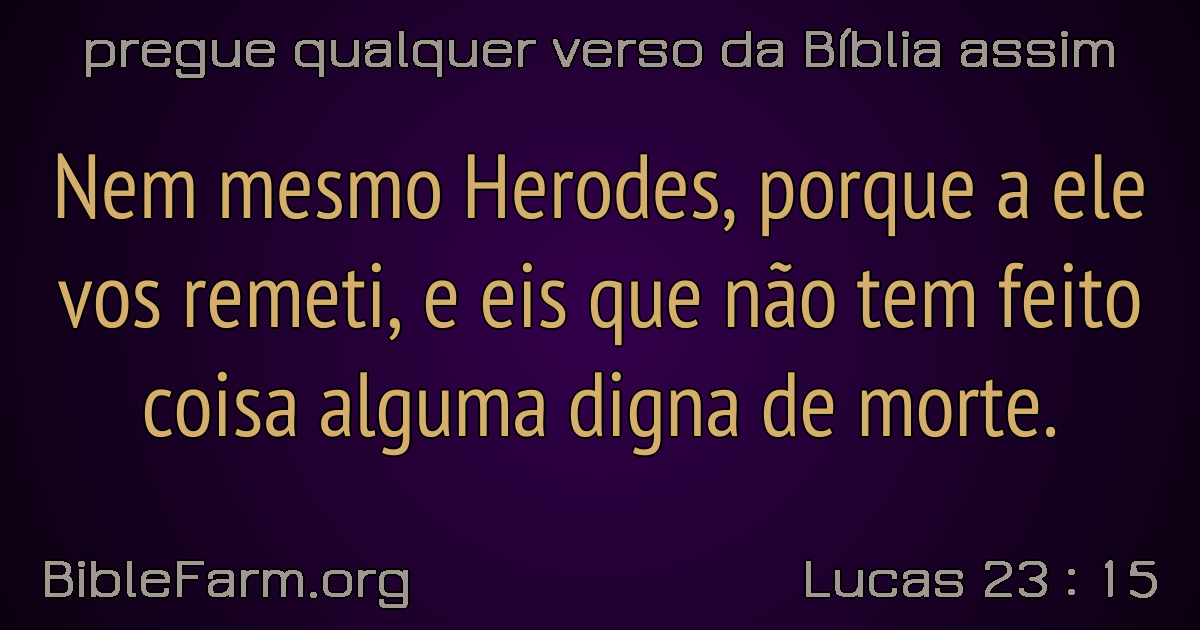 pregue qualquer verso da Bíblia assim
Nem mesmo Herodes, porque a ele
vos remeti, e eis que não tem feito
coisa alguma digna de morte.
BibleFarm.org
Lucas 23 : 15